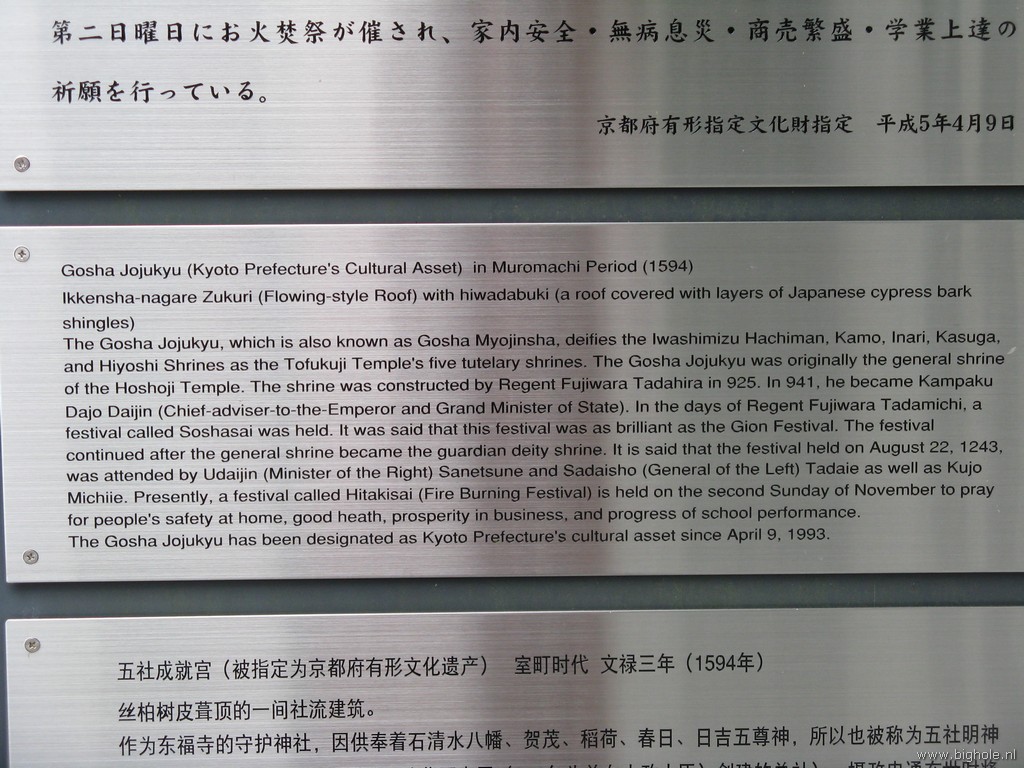 第二日曜日にお火焚祭が催され、家内安全・無病息災・商売繁盛・学業上達の
祈願を行っている。
京都府有形指定文化財指定　平成5年4月9日
Gosha Jojukyu (Kyoto Prefecture's Cultural Asset)  in Muromachi Period (1594)
Ikkensha-nagare Zukuri (Flowing-style Roof) with hiwadabuki (a roof covered with layers of Japanese cypress bark
shingles)
The Gosha Jojukyu, which is also known as Gosha Myojinsha, deifies the Iwashimizu Hachiman, Kamo, Inari, Kasuga,
and Hiyoshi Shrines as the Tofukuji Temple's five tutelary shrines. The Gosha Jojukyu was originally the general shrine
of the Hoshoji Temple. The shrine was constructed by Regent Fujiwara Tadahira in 925. In 941, he became Kampaku
Dajo Daijin (Chief-adviser-to-the-Emperor and Grand Minister of State). In the days of Regent Fujiwara Tadamichi, a
festival called Soshasai was held. It was said that this festival was as brilliant as the Gion Festival. The festival
continued after the general shrine became the guardian deity shrine. It is said that the festival held on August 22, 1243,
was attended by Udaijin (Minister of the Right) Sanetsune and Sadaisho (General of the Left) Tadaie as well as Kujo
Michiie. Presently, a festival called Hitakisai (Fire Burning Festival) is held on the second Sunday of November to pray
for people's safety at home, good heath, prosperity in business, and progress of school performance.
The Gosha Jojukyu has been designated as Kyoto Prefecture's cultural asset since April 9, 1993.
五社成就宫（被指定为京都府有形文化遗产）　室町时代 文禄三年（1594年）
丝柏树皮葺顶的一间社流建筑。
作为东福寺的守护神社，因供奉着石清水八幡、贺茂、稻荷、春日、日吉五尊神，所以也被称为五社明神
www.bighole.nl